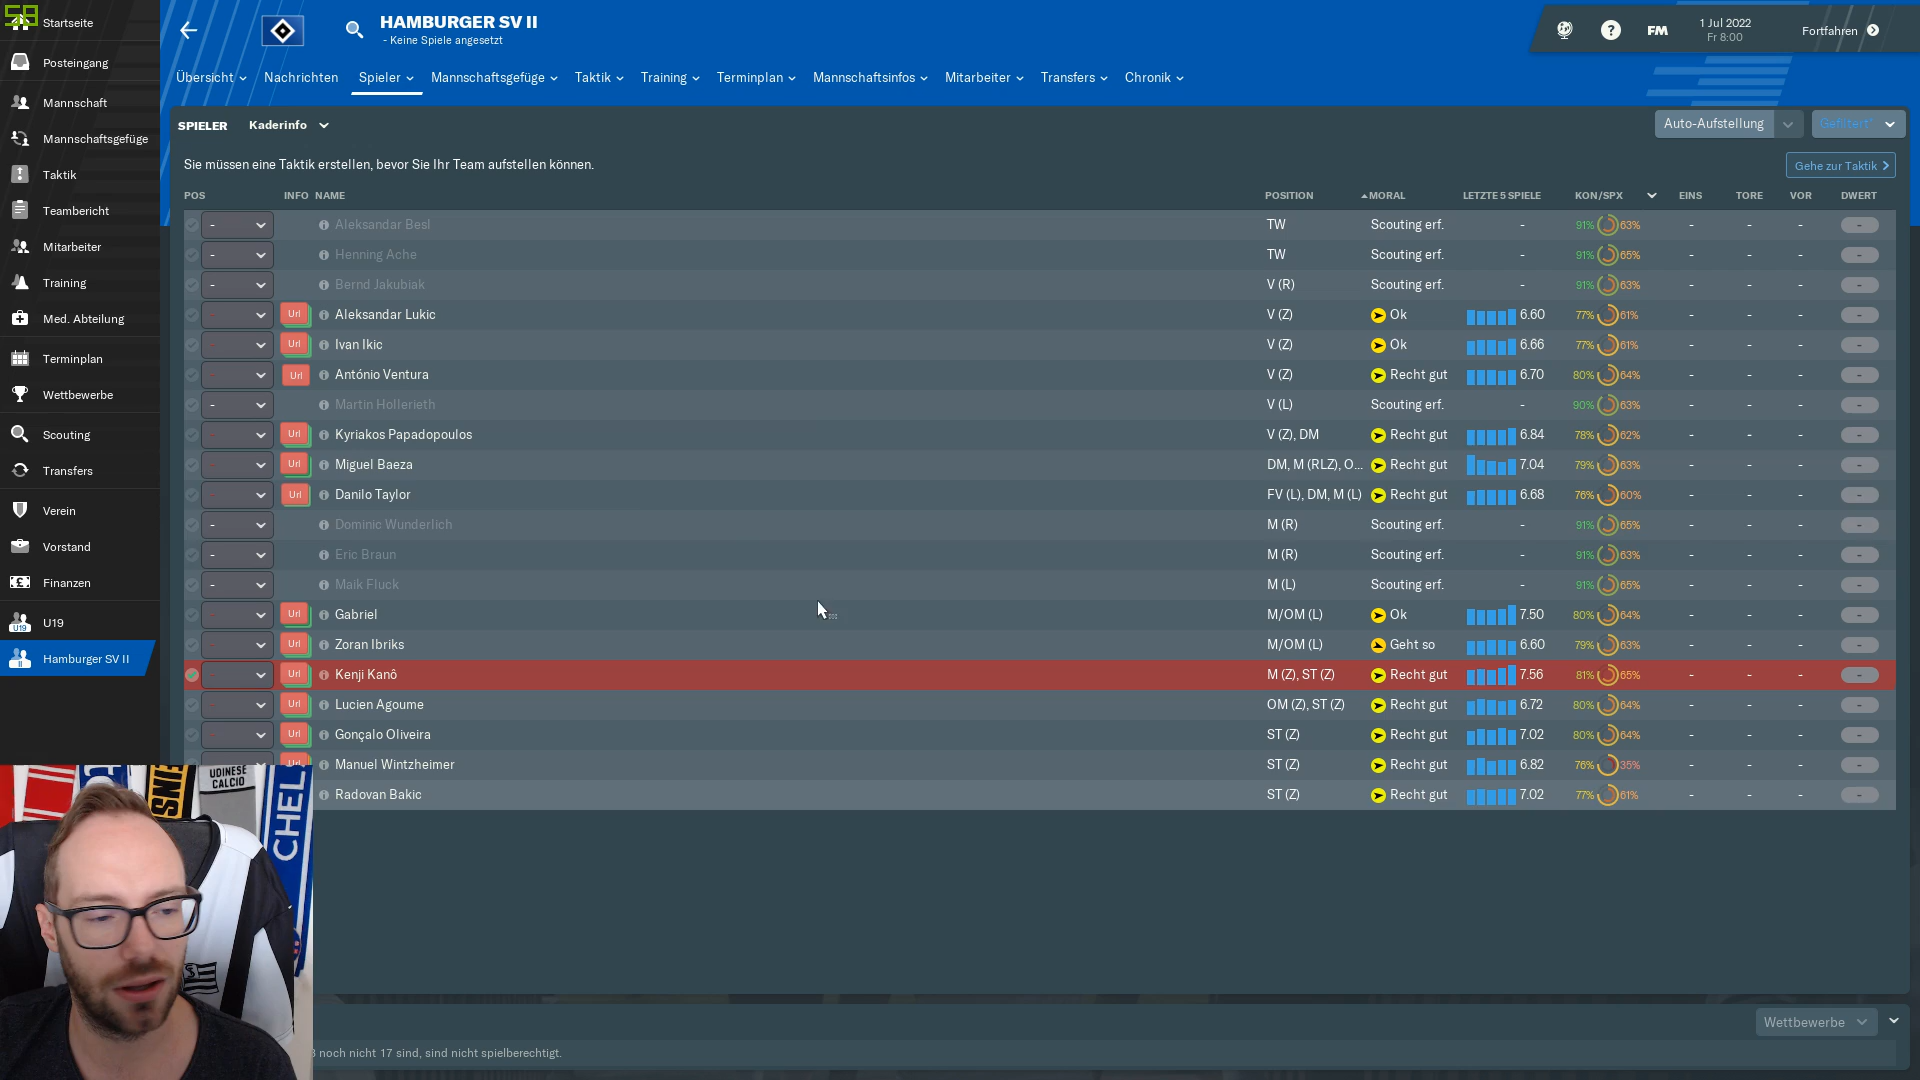 Startseite
Posteingang
Mannschaft
Mannschaftsgefüge
Taktik
Teambericht
Mitarbeiter
Training
Med. Abteilung
Terminplan
Wettbewerbe
Scouting
Transfers
Verein
Vorstand
Finanzen
U19 U19
Hamburger SV II
HAMBURGER SV II
- Keine Spiele angesetzt
FM
1 Jul 2022
Fr 8:00
Fortfahren
Übersicht Nachrichten Spieler Mannschaftsgefüge Taktik Training Terminplan Mannschaftsinfos Mitarbeiter Transfers Chronik
SPIELER Kaderinfo Auto-Aufstellung Gefiltert*
Sie müssen eine Taktik erstellen, bevor Sie Ihr Team aufstellen können. Gehe zur Taktik
POS INFO NAME POSITION MORAL LETZTE 5 SPIELE KON/SPX EINS TORE VOR DWERT
- Aleksandar Besl TW Scouting erf. - 91% 63% - - - -
- Henning Ache TW Scouting erf. - 91% 65% - - - -
- Bernd Jakubiak V (R) Scouting erf. - 91% 63% - - - -
Url Aleksandar Lukic V (Z) Ok 6.60 77% 61% - - - -
Url Ivan Ikic V (Z) Ok 6.66 77% 61% - - - -
Url António Ventura V (Z) Recht gut 6.70 80% 64% - - - -
- Martin Hollerieth V (L) Scouting erf. - 90% 63% - - - -
Url Kyriakos Papadopoulos V (Z), DM Recht gut 6.84 78% 62% - - - -
Url Miguel Baeza DM, M (RLZ), O... Recht gut 7.04 79% 63% - - - -
Url Danilo Taylor FV (L), DM, M (L) Recht gut 6.68 76% 60% - - - -
- Dominic Wunderlich M (R) Scouting erf. - 91% 65% - - - -
- Eric Braun M (R) Scouting erf. - 91% 63% - - - -
- Maik Fluck M (L) Scouting erf. - 91% 65% - - - -
Url Gabriel M/OM (L) Ok 7.50 80% 64% - - - -
Url Zoran Ibriks M/OM (L) Geht so 6.60 79% 63% - - - -
Url Kenji Kanô M (Z), ST (Z) Recht gut 7.56 81% 65% - - - -
Url Lucien Agoume OM (Z), ST (Z) Recht gut 6.72 80% 64% - - - -
Url Gonçalo Oliveira ST (Z) Recht gut 7.02 80% 64% - - - -
Url Manuel Wintzheimer ST (Z) Recht gut 6.82 76% 35% - - - -
Radovan Bakic ST (Z) Recht gut 7.02 77% 61% - - - -
UDINESE
CALCIO
CHEL
Wettbewerbe
noch nicht 17 sind, sind nicht spielberechtigt.